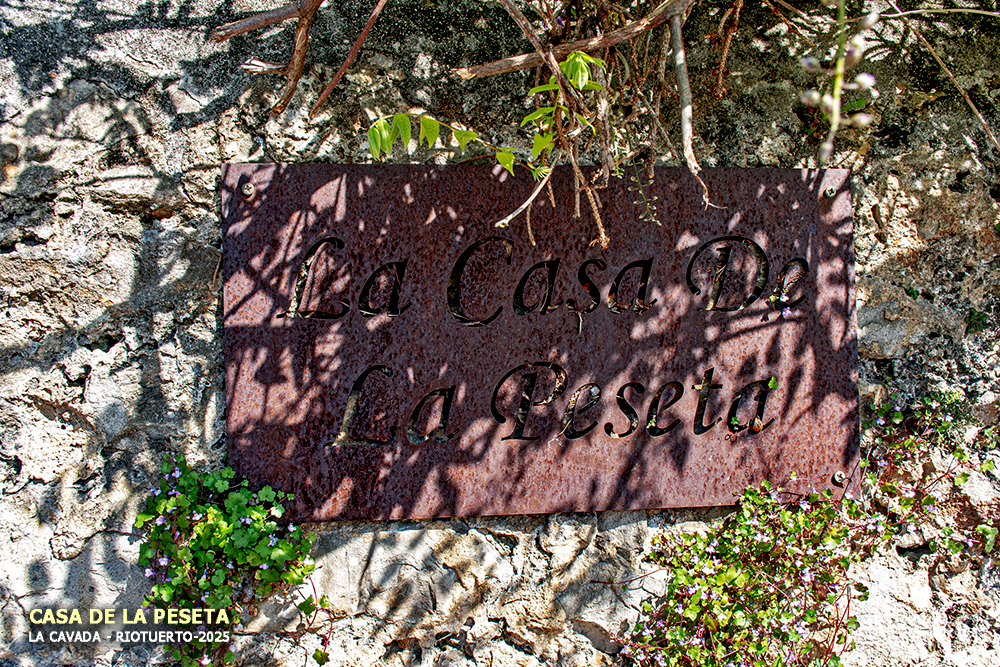 La Casa De
La Peseta
CASA DE LA PESETA
LA CAVADA - RIOTUERTO-2025